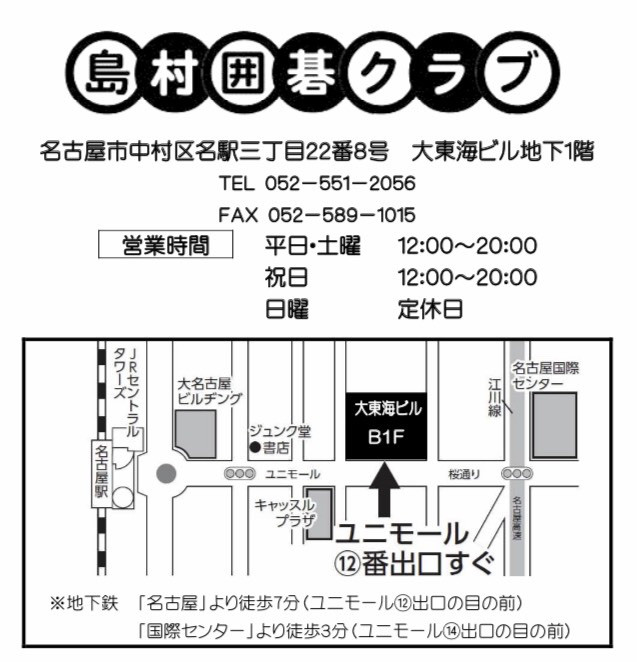 島村囲碁クラブ
名古屋市中村区名駅三丁目22番8号　大東海ビル地下1階
TEL 052－551－2056
FAX 052－589－1015
営業時間　平日・土曜　12:00～20:00
祝日　12:00～20:00
日曜　定休日
JRセントラル
タワーズ
名古屋駅
大名古屋
ビルヂング
ジュンク堂
●書店
ユニモール
キャッスル
プラザ
大東海ビル
B1F
ユニモール
⑫番出口すぐ
桜通り
江川線
名古屋国際
センター
名古屋高速
※地下鉄　「名古屋」より徒歩7分（ユニモール⑫出口の目の前）
「国際センター」より徒歩3分（ユニモール⑭出口の目の前）